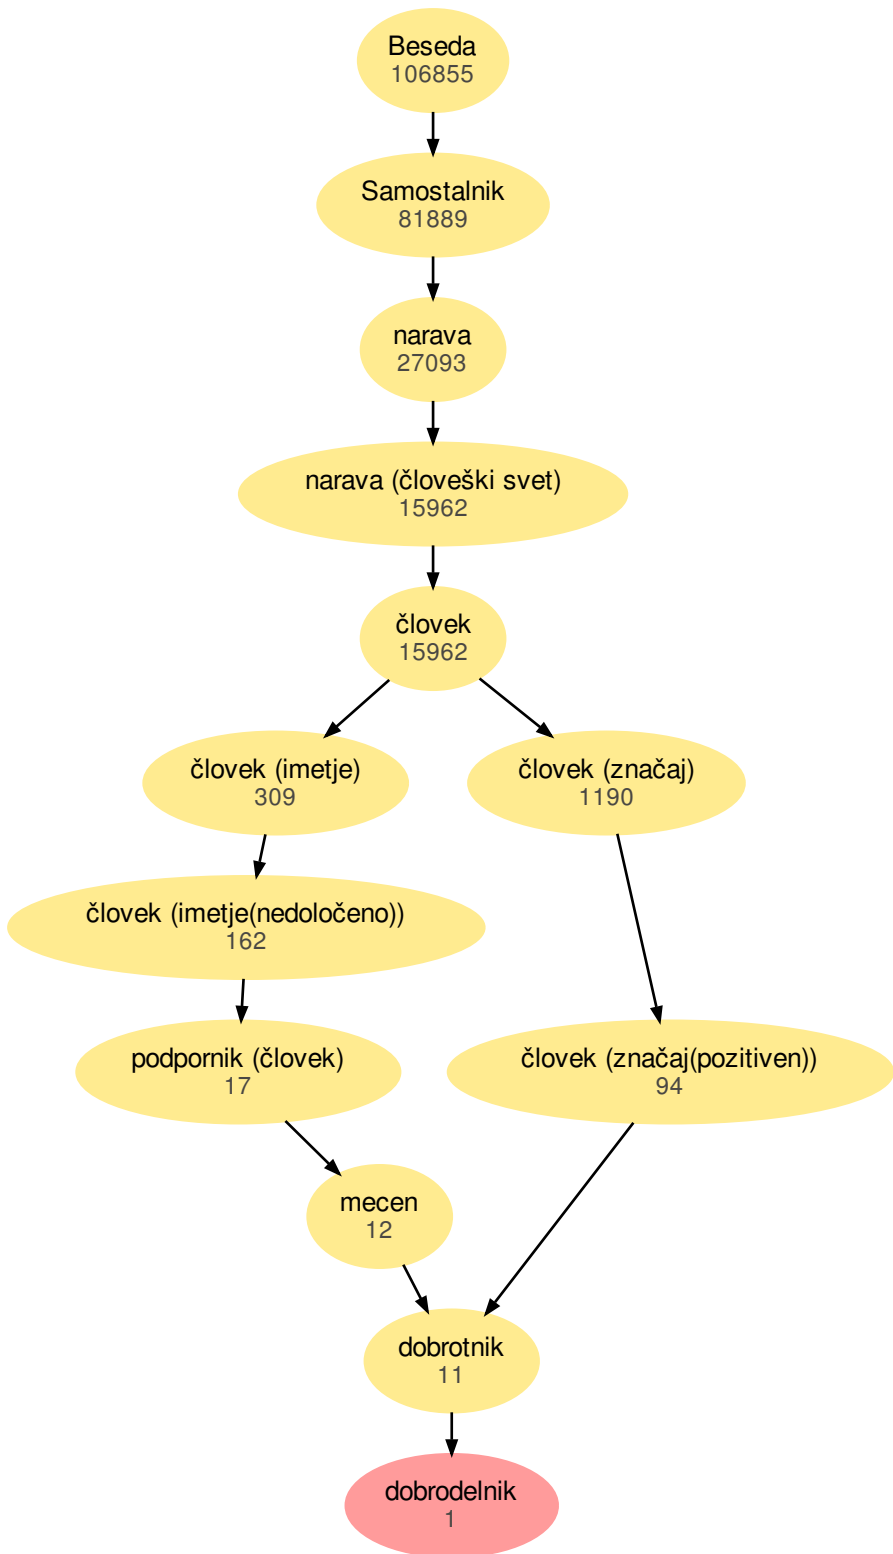 Beseda
106855
Samostalnik
81889
narava
27093
narava (človeški svet)
15962
človek
15962
človek (imetje)
309
človek (značaj)
1190
človek (imetje(nedoločeno))
162
podpornik (človek)
17
človek (značaj(pozitiven))
94
mecen
12
dobrotnik
11
dobrodelnik
1